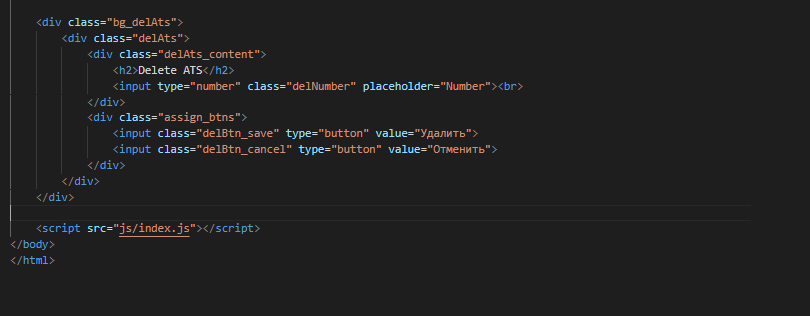 <div class="bg_delAts">
<div class="delAts">
<div class="delAts_content">
<h2>Delete ATS</h2>
<input type="number" class="delNumber" placeholder="Number"><br>
</div>
<div class="assign_btns">
<input class="delBtn_save" type="button" value="Удалить">
<input class="delBtn_cancel" type="button" value="Отменить">
</div>
</div>
</div>
<script src="js/index.js"></script>
</body>
</html>